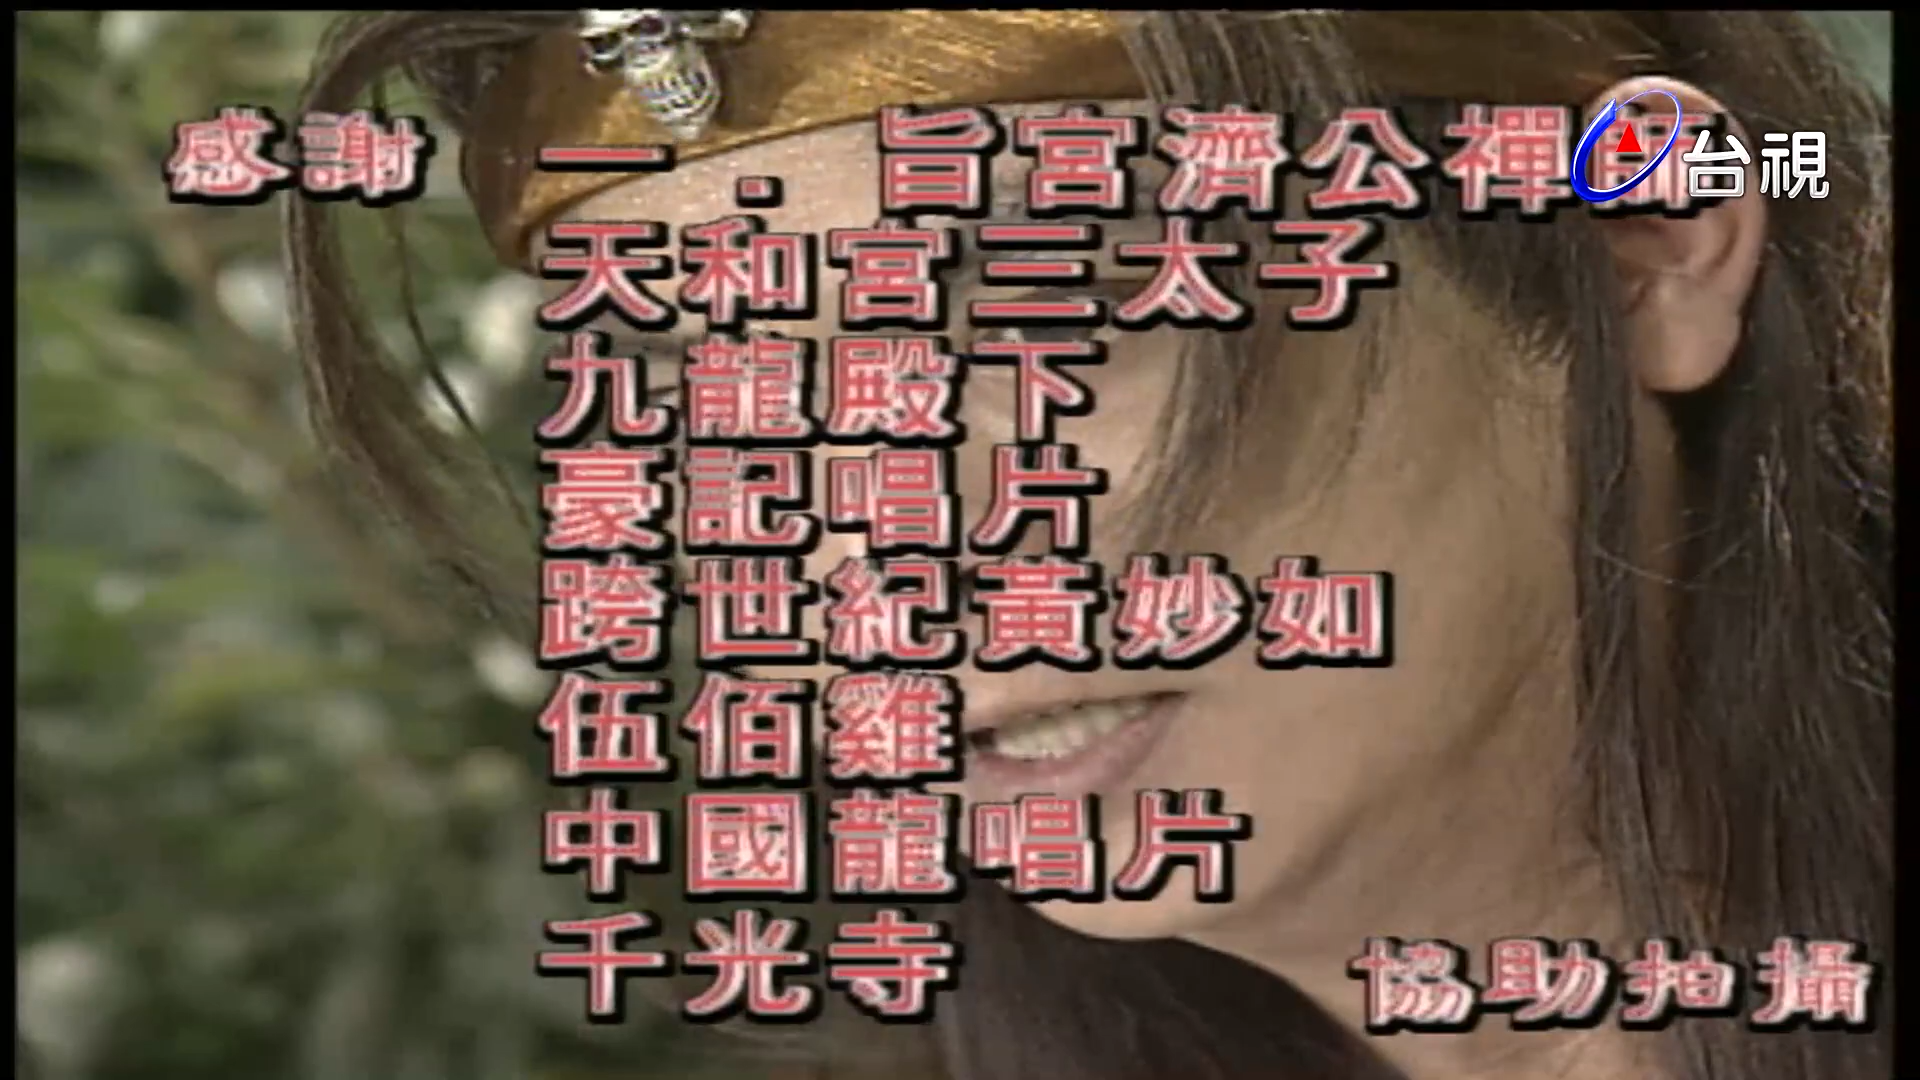 感謝 一．旨宮濟公禪師
台視
天和宮三太子
九龍殿下
豪記唱片
跨世紀黃妙如
伍佰雞
中國龍唱片
千光寺
協助拍攝